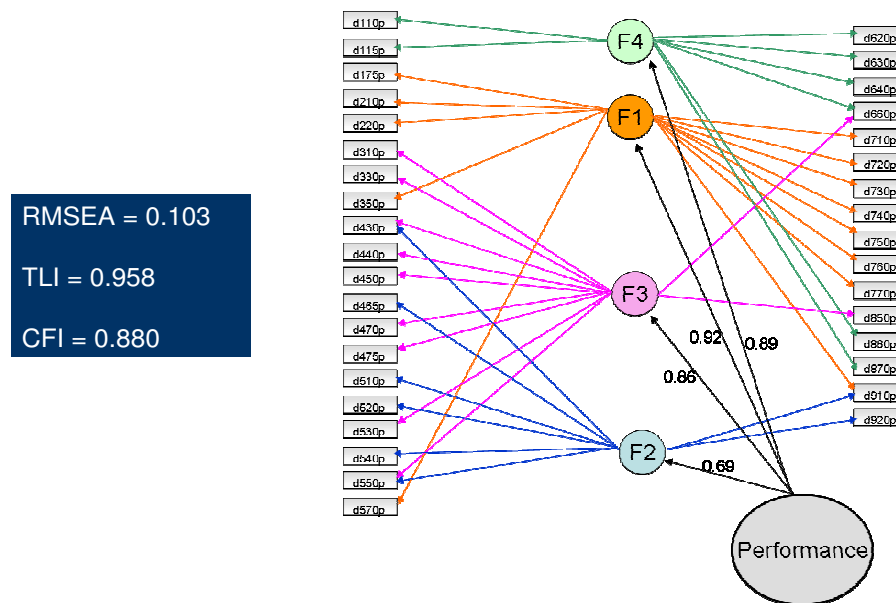 RMSEA = 0.103
TLI = 0.958
CFI = 0.880
d110p
d115p
d175p
d210p
d220p
d310p
d330p
d350p
d430p
d440p
d450p
d465p
d470p
d475p
d510p
d620p
d530p
d540p
d550p
d570p
F4
F1
F3
F2
0.92
0.89
0.86
0.69
Performance
d620p
d630p
d640p
d660p
d710p
d720p
d730p
d740p
d750p
d760p
d770p
d850p
d880p
d870p
d910p
d920p